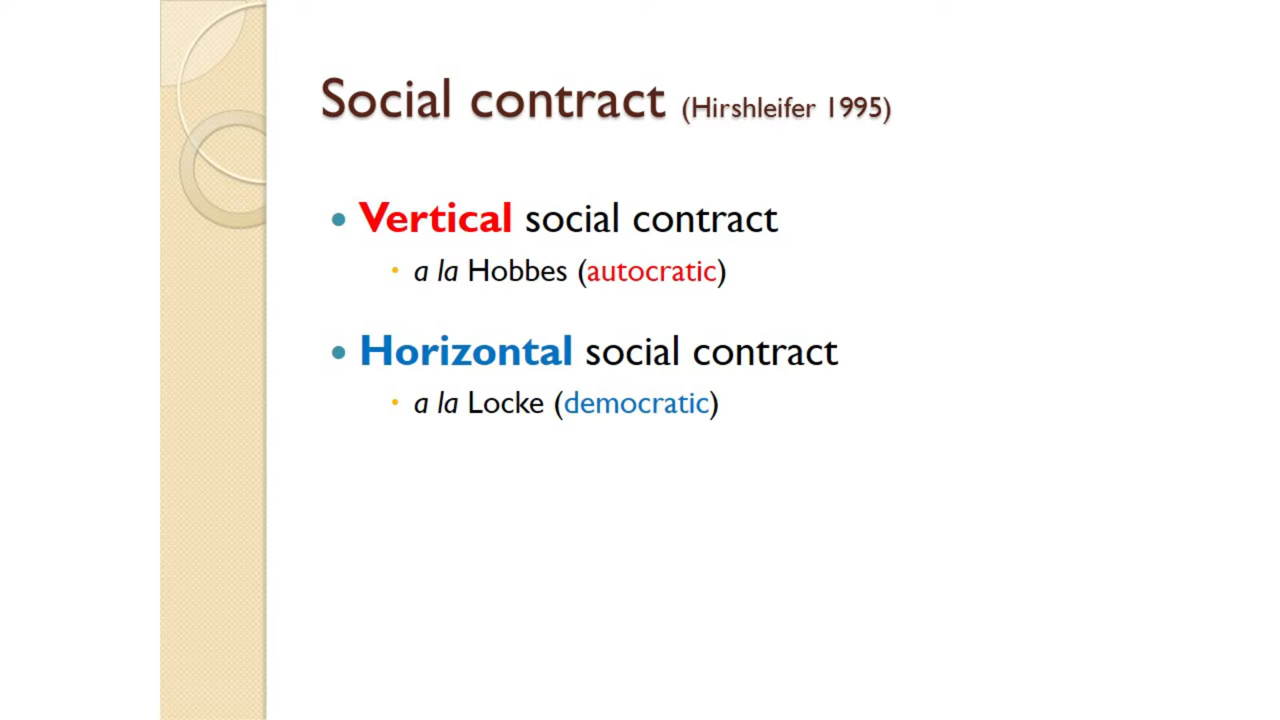 Social contract (Hirshleifer 1995)
• Vertical social contract
• a la Hobbes (autocratic)
• Horizontal social contract
• a la Locke (democratic)